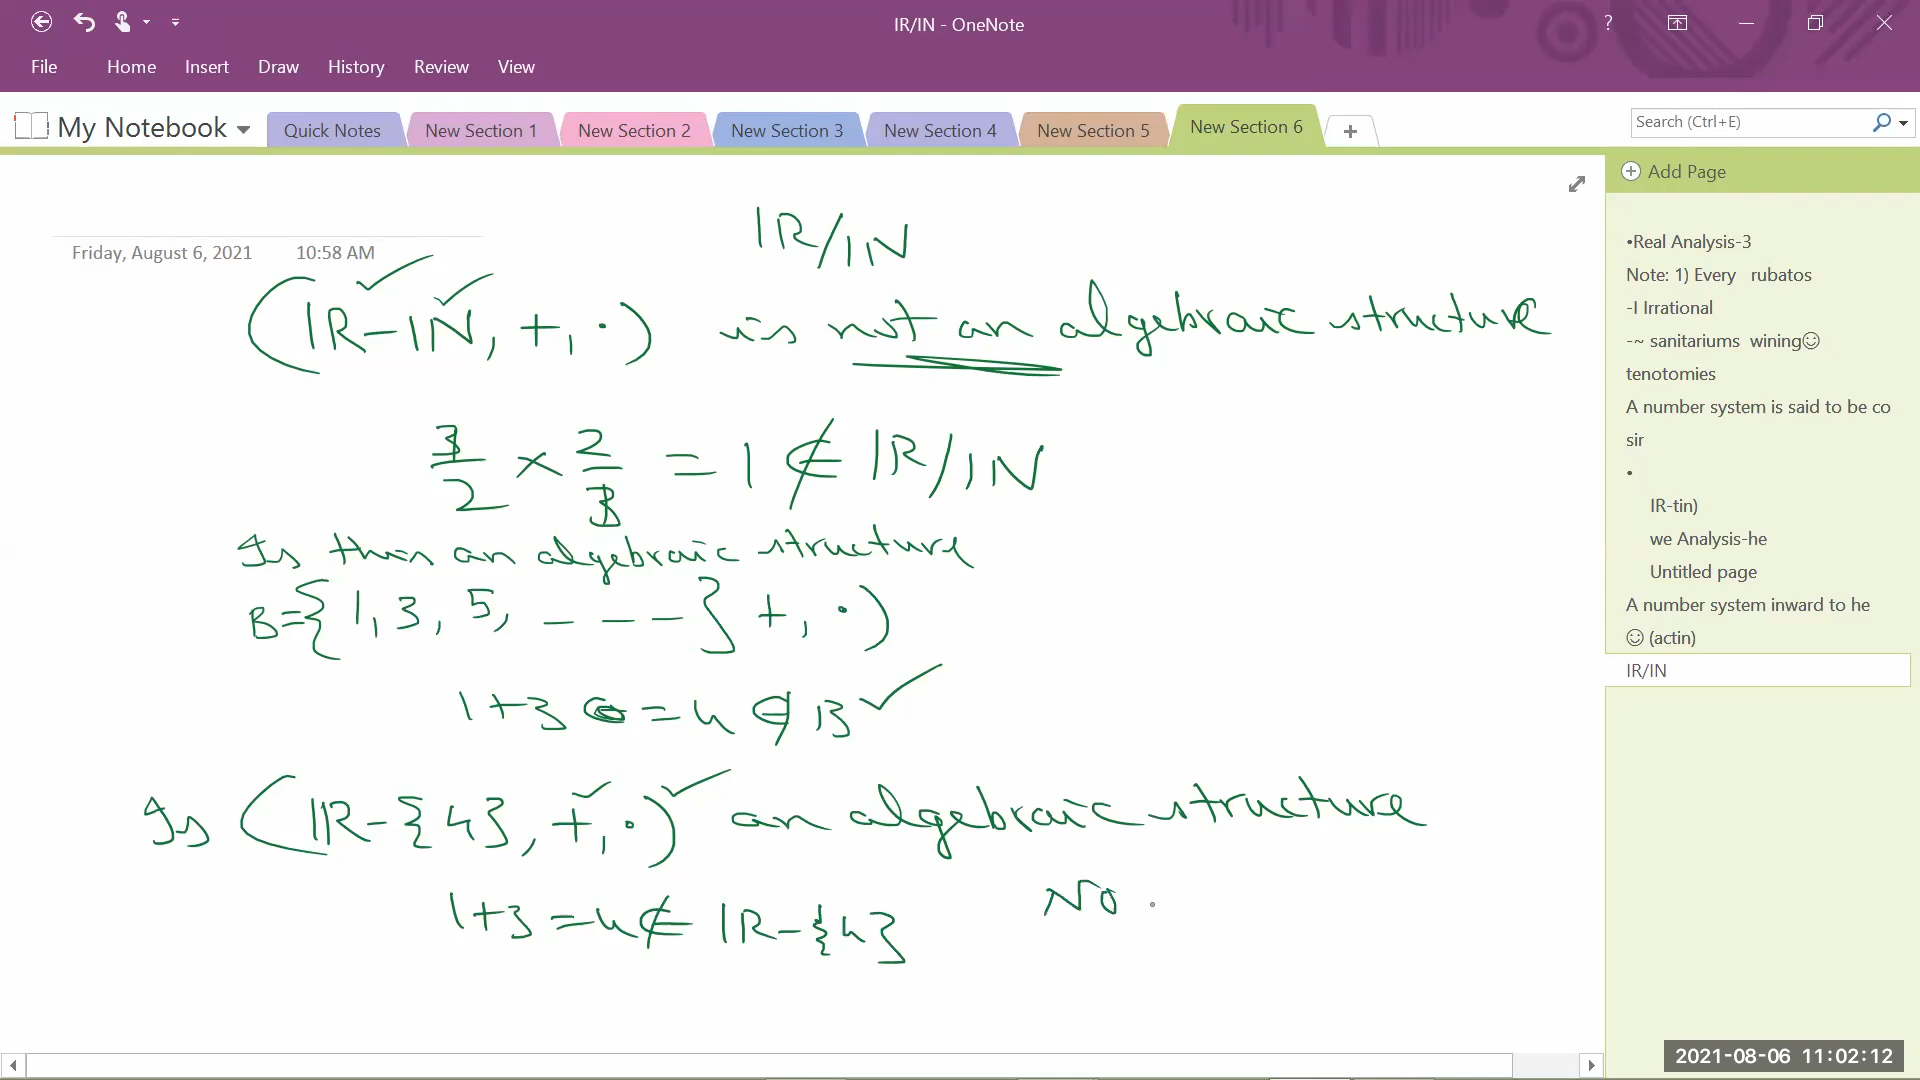 IR/IN - OneNote
?
File Home Insert Draw History Review View
My Notebook
Quick Notes New Section 1 New Section 2 New Section 3 New Section 4 New Section 5 New Section 6 +
Search (Ctrl+E)
Add Page
IR/IN
Friday, August 6, 2021 10:58 AM
(IR-IN, +, ·) is not an algebraic structure
3/2 × 2/3 = 1 ∉ IR/IN
Is this an algebraic structure
B={1, 3, 5, - - - -} +, ·)
1+3 = 4 ∉ B ✓
Is (IR-{4}, +, ·) an algebraic structure
No .
1+3 = 4 ∉ IR-{4}
•Real Analysis-3
Note: 1) Every rubatos
-I Irrational
-~ sanitariums wining☺
tenotomies
A number system is said to be co
sir
•
IR-tin)
we Analysis-he
Untitled page
A number system inward to he
☺ (actin)
IR/IN
2021-08-06 11:02:12